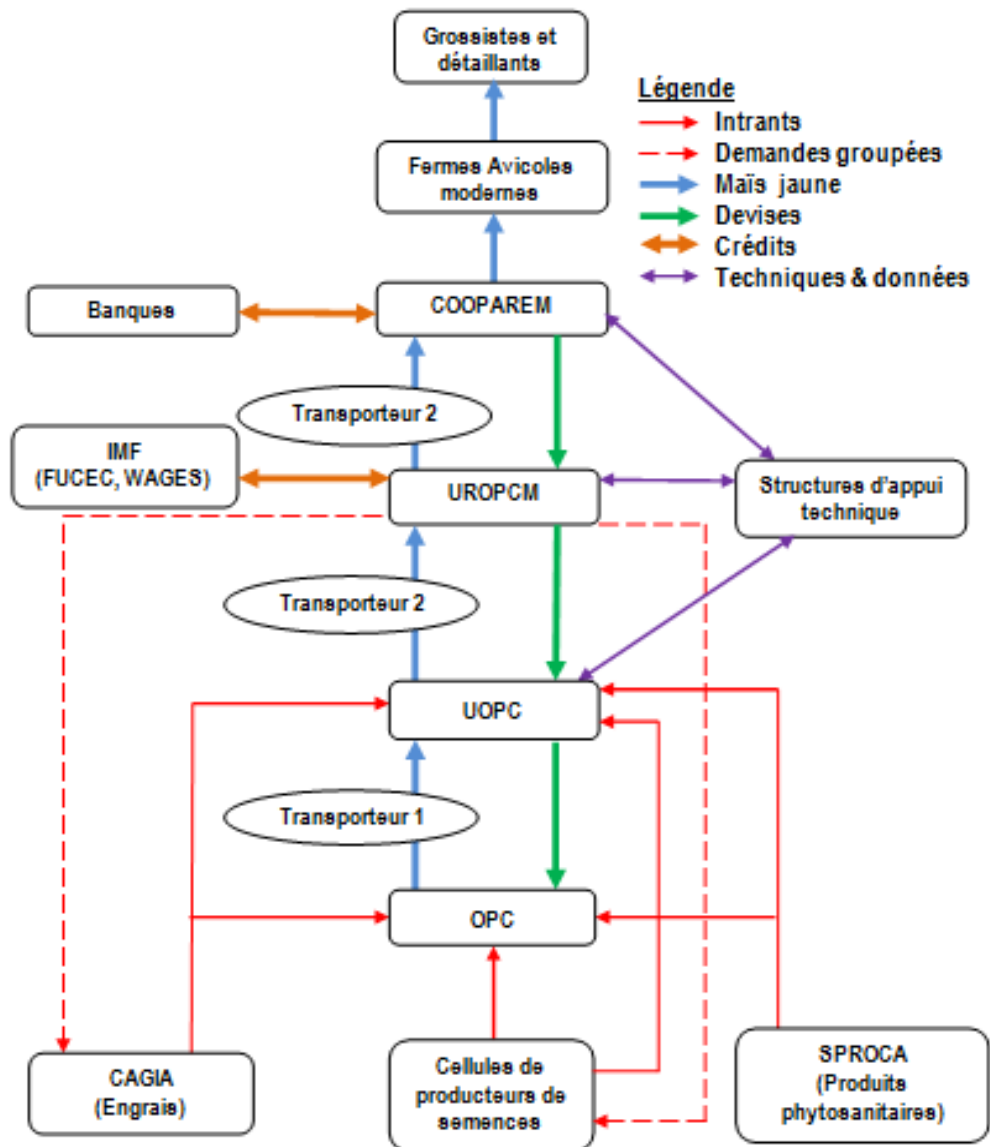 Grossistes et
détaillants
Légende
Intrants
Demandes groupées
Maïs jaune
Devises
Crédits
Techniques & données
Fermes Avicoles
modernes
Banques
COOPAREM
Transporteur 2
IMF
(FUCEC, WAGES)
UROPCM
Structures d'appui
technique
Transporteur 2
UOPC
Transporteur 1
OPC
CAGIA
(Engrais)
Cellules de
producteurs de
semences
SPROCA
(Produits
phytosanitaires)